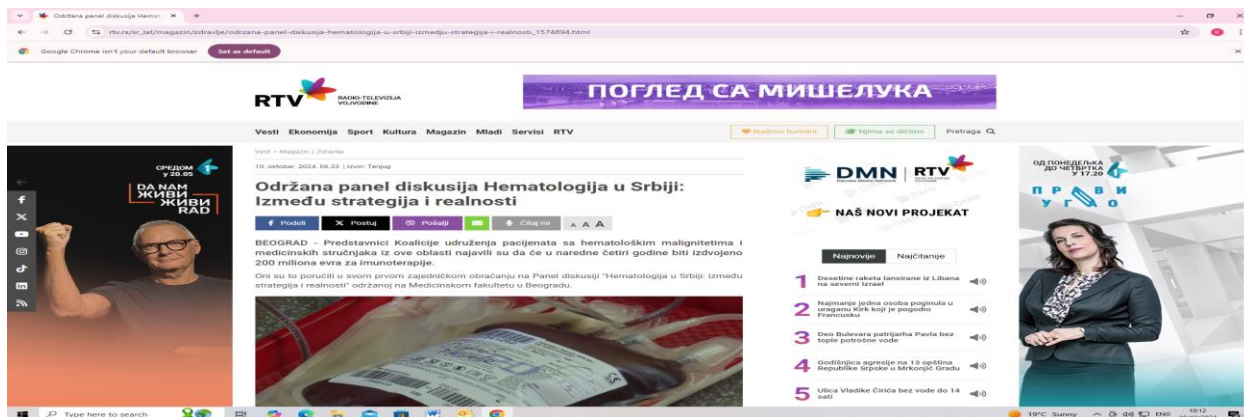 Održana panel diskusija Hemat
rtv.rs/sr_lat/magazin/zdravlje/odrzana-panel-diskusija-hematologija-u-srbiji-izmedju-strategija-i-realnosti_1574894.html
Google Chrome isn't your default browser Set as default
RTV RADIO-TELEVIZIJA
VOJVODINE
ПОГЛЕД СА МИШЕЛУКА
Vesti Ekonomija Sport Kultura Magazin Mladi Servisi RTV
Budimo humani Njima se dičimo Pretraga
Vesti > Magazin | Zdravlje
10. oktobar 2024, 06.23 | Izvor: Tanjug
Održana panel diskusija Hematologija u Srbiji:
Između strategija i realnosti
Podeli Postuj Pošalji Čitaj mi A A A
BEOGRAD - Predstavnici Koalicije udruženja pacijenata sa hematološkim malignitetima i
medicinskih stručnjaka iz ove oblasti najavili su da će u naredne četiri godine biti izdvojeno
200 miliona evra za imunoterapije.
Oni su to poručili u svom prvom zajedničkom obraćanju na Panel diskusiji "Hematologija u Srbiji: između
strategija i realnosti" održanoj na Medicinskom fakultetu u Beogradu.
СРЕДОМ 1
у 20.05
DA NAM
ЖИВИ
ЖИВИ
RAD
DMN RTV
NAŠ NOVI PROJEKAT
Najnovije Najčitanije
1 Desetine raketa lansirane iz Libana
na severni Izrael
2 Najmanje jedna osoba poginula u
uraganu Kirk koji je pogodio
Francusku
3 Deo Bulevara patrijarha Pavla bez
tople potrošne vode
4 Godišnjica agresije na 13 opština
Republike Srpske u Mrkonjić Gradu
5 Ulica Vladike Ćirića bez vode do 14
sati
ОД ПОНЕДЕЉКА
ДО ЧЕТВРТКА
У 17.20 1
ПРАВИ
УГАО
Type here to search
19°C Sunny ENG 10:12